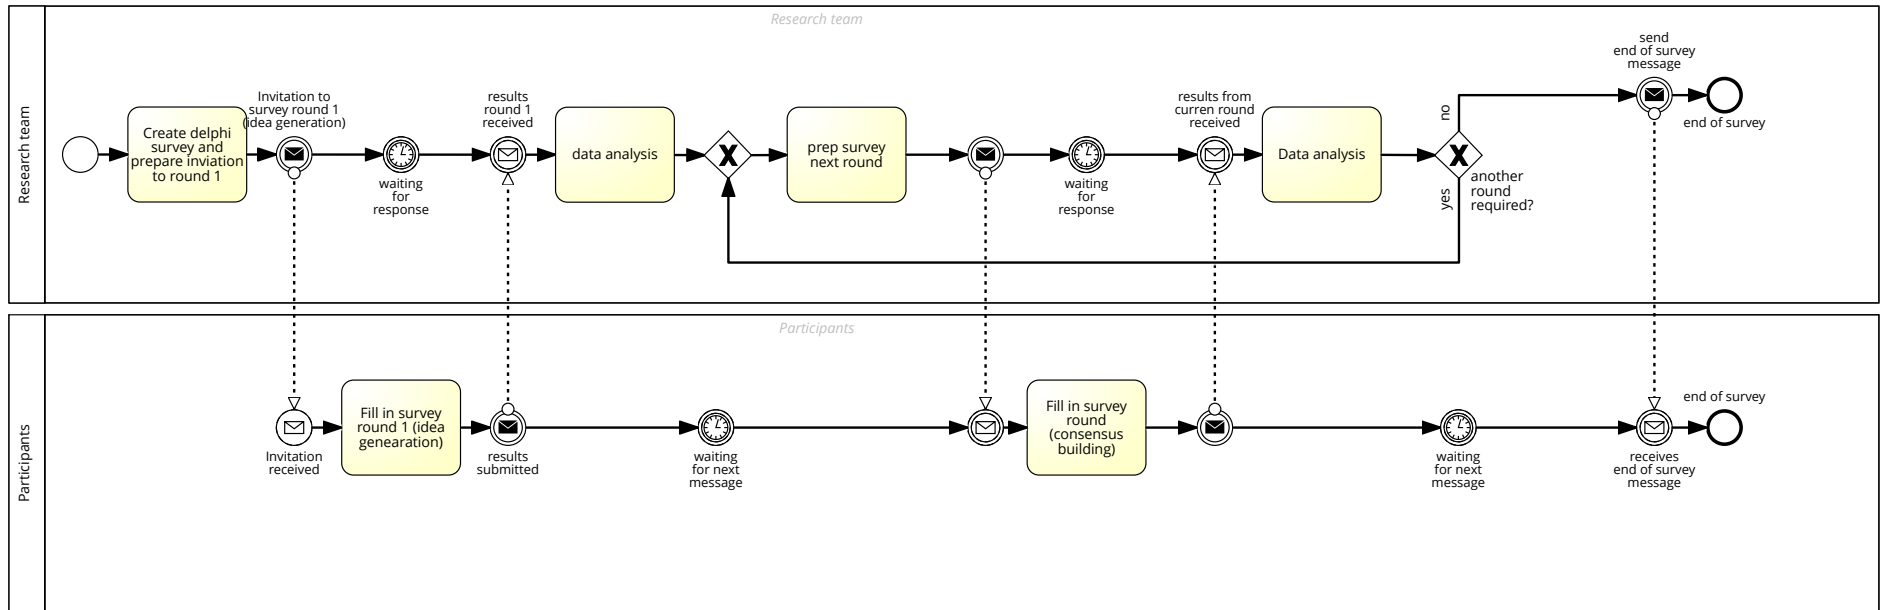 Research team
Research team
Create delphi
survey and
prepare inviation
to round 1
Invitation to
survey round 1
(idea generation)
waiting
for
response
results
round 1
received
data analysis
prep survey
next round
waiting
for
response
results from
curren round
received
Data analysis
another
round
required?
no
yes
send
end of survey
message
end of survey
Participants
Participants
Invitation
received
Fill in survey
round 1 (idea
genearation)
results
submitted
waiting
for next
message
Fill in survey
round
(consensus
building)
waiting
for next
message
receives
end of survey
message
end of survey